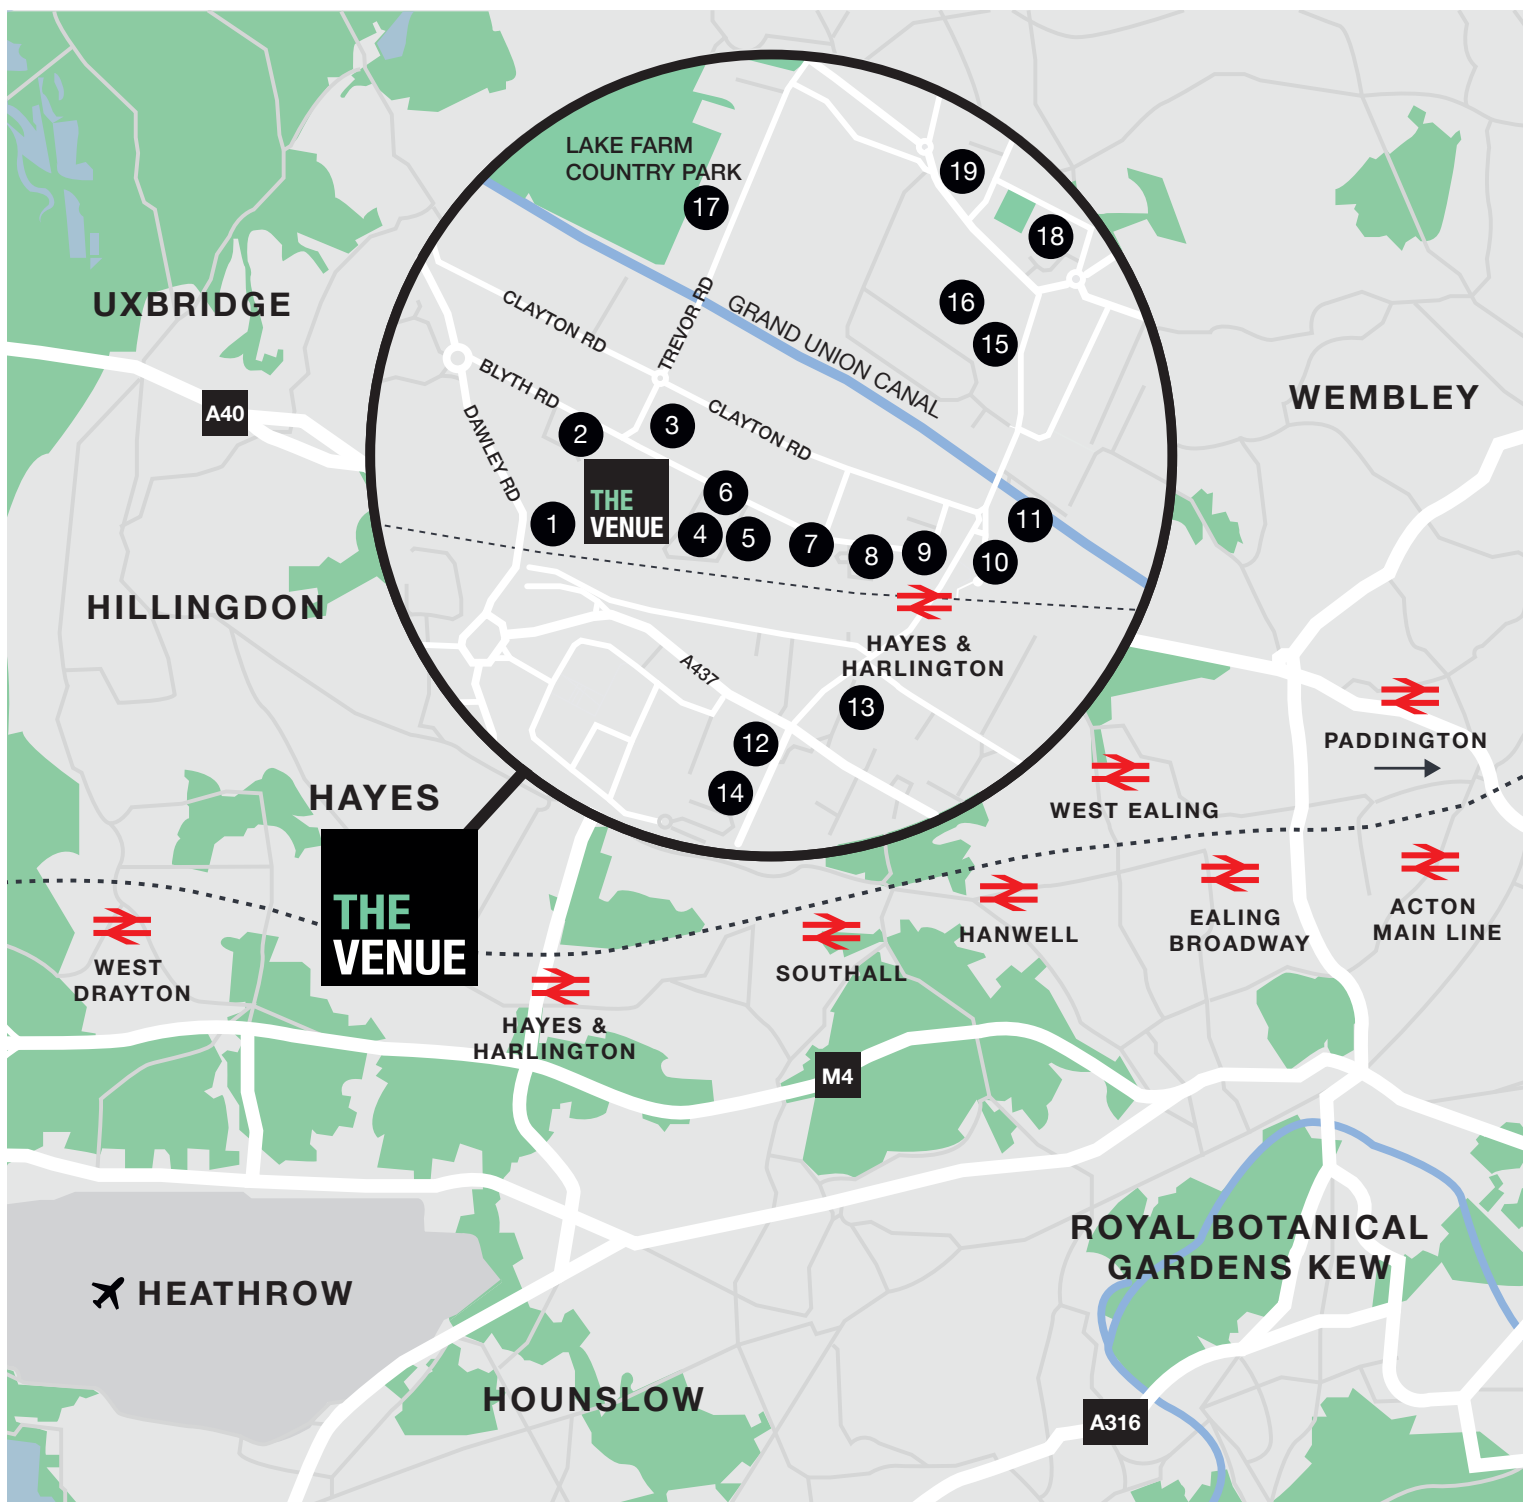 LAKE FARM
COUNTRY PARK
17
19
18
16
15
UXBRIDGE
CLAYTON RD
TREVOR RD
GRAND UNION CANAL
BLYTH RD
DAWLEY RD
CLAYTON RD
WEMBLEY
A40
2
3
THE
VENUE
1
6
4
5
7
8
9
10
11
HILLINGDON
HAYES &
HARLINGTON
A437
13
12
14
PADDINGTON
WEST EALING
HAYES
THE
VENUE
WEST
DRAYTON
HAYES &
HARLINGTON
SOUTHALL
HANWELL
EALING
BROADWAY
ACTON
MAIN LINE
M4
ROYAL BOTANICAL
GARDENS KEW
HEATHROW
HOUNSLOW
A316